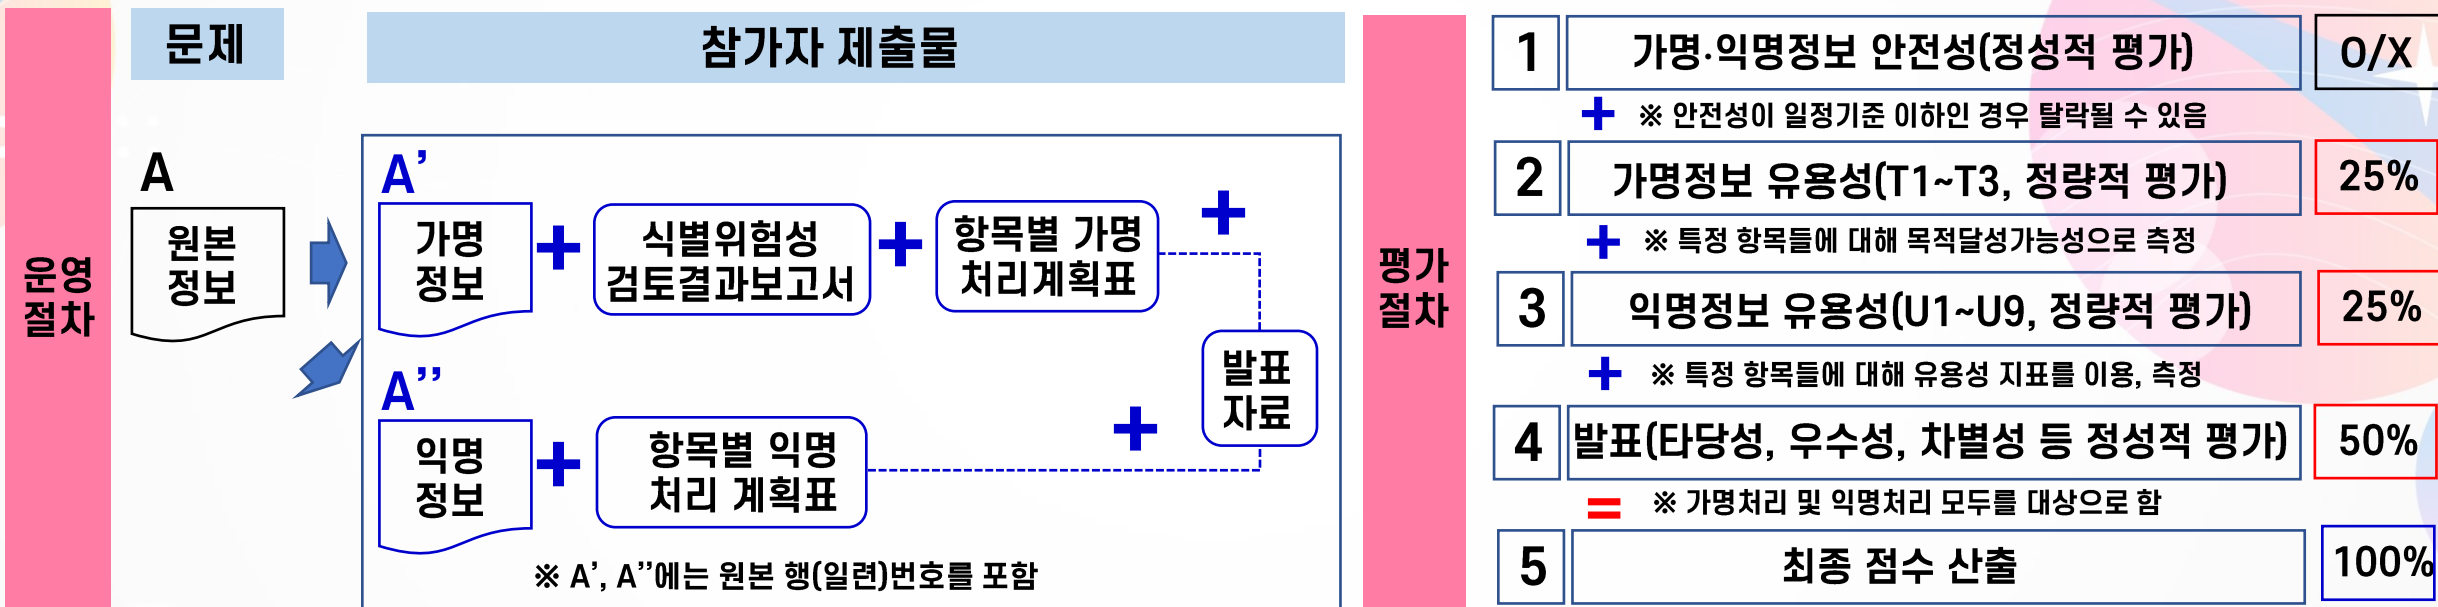 운영
절차
문제
참가자 제출물
A
원본
정보
A’
가명
정보
+
식별위험성
검토결과보고서
+
항목별 가명
처리계획표
+
발표
자료
A’’
익명
정보
+
항목별 익명
처리 계획표
+
※ A’, A’’에는 원본 행(일련)번호를 포함
평가
절차
1 가명·익명정보 안전성(정성적 평가) O/X
+ ※ 안전성이 일정기준 이하인 경우 탈락될 수 있음
2 가명정보 유용성(T1~T3, 정량적 평가) 25%
+ ※ 특정 항목들에 대해 목적달성가능성으로 측정
3 익명정보 유용성(U1~U9, 정량적 평가) 25%
+ ※ 특정 항목들에 대해 유용성 지표를 이용, 측정
4 발표(타당성, 우수성, 차별성 등 정성적 평가) 50%
= ※ 가명처리 및 익명처리 모두를 대상으로 함
5 최종 점수 산출 100%